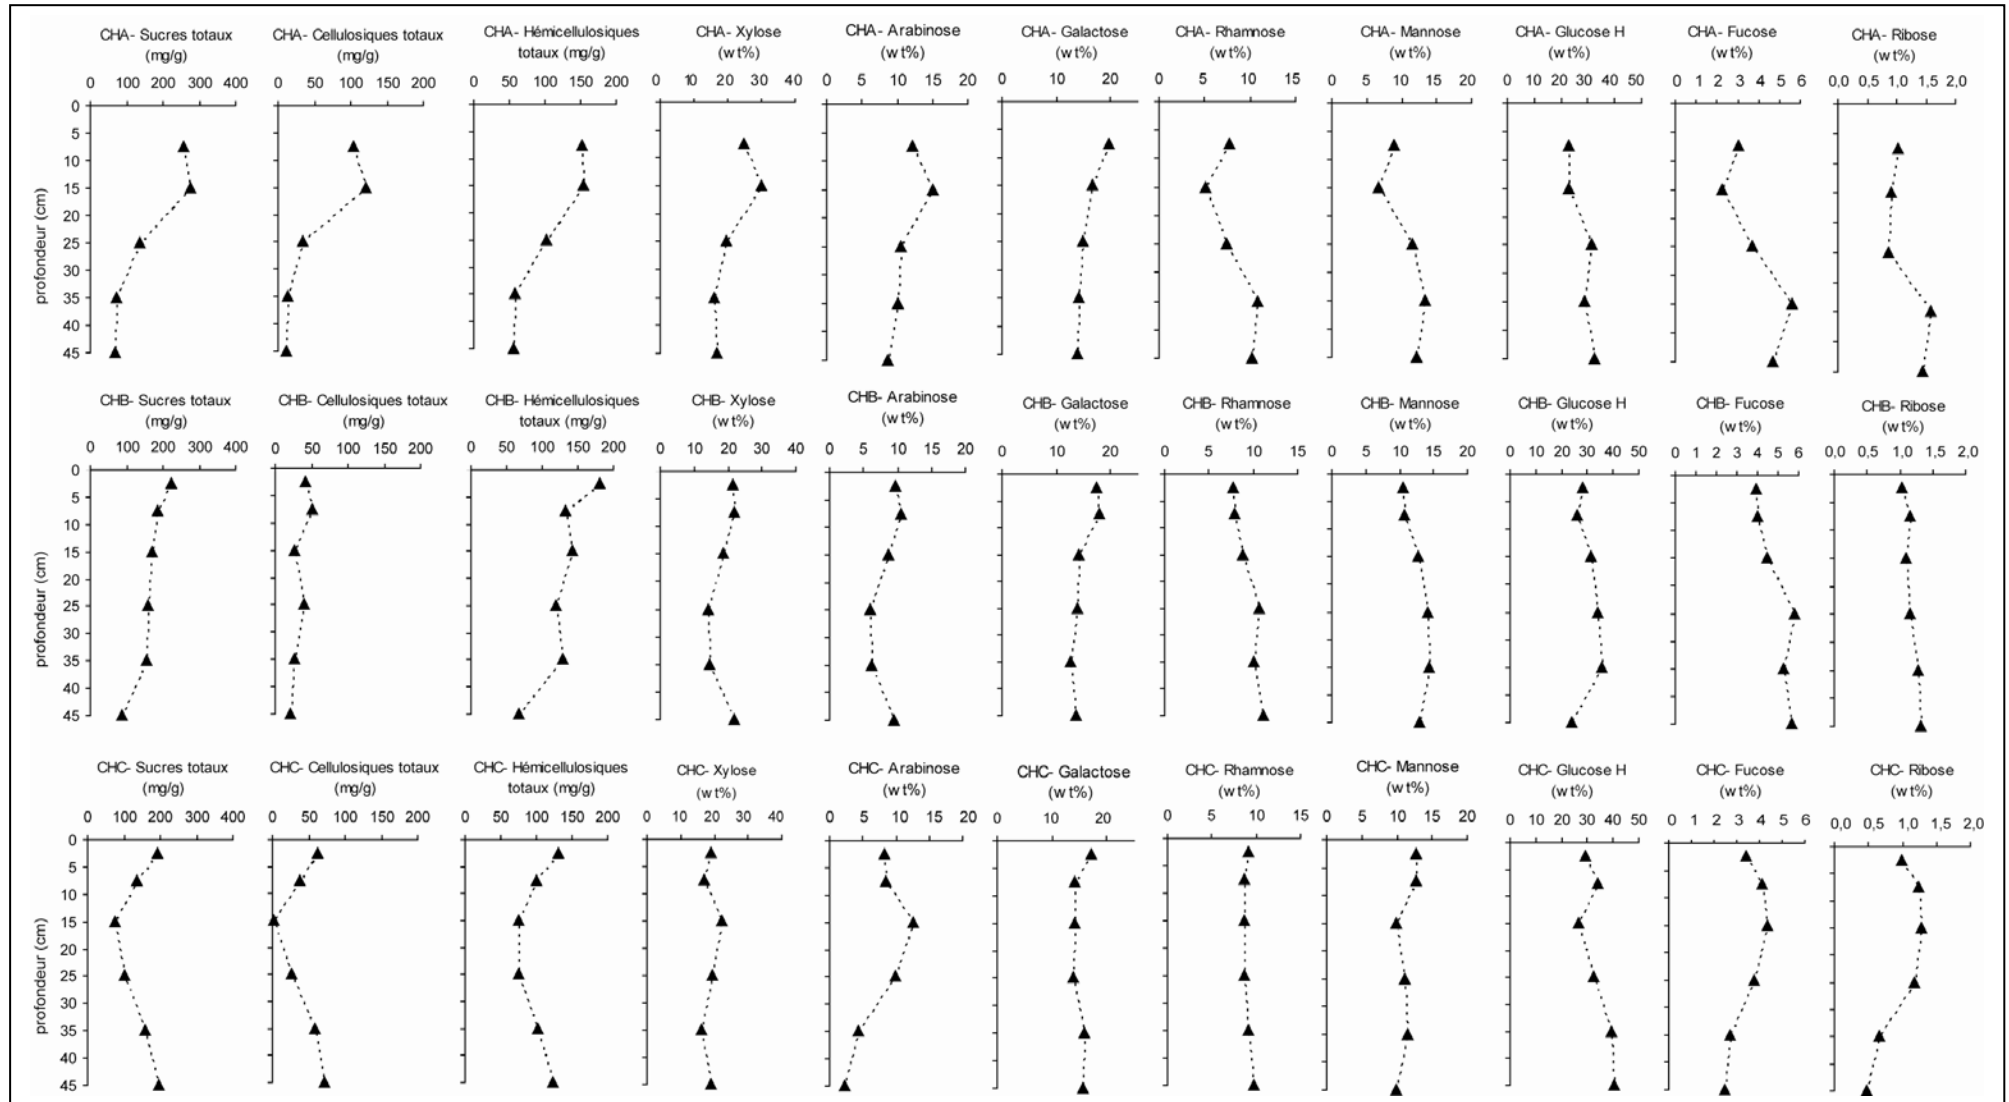 CHA- Sucres totaux
(mg/g)
0 100 200 300 400
CHA- Cellulosiques totaux
(mg/g)
0 50 100 150 200
CHA- Hémicellulosiques
totaux (mg/g)
0 50 100 150 200
CHA- Xylose
(wt%)
0 10 20 30 40
CHA- Arabinose
(wt%)
0 5 10 15 20
CHA- Galactose
(wt%)
0 10 20
CHA- Rhamnose
(wt%)
0 5 10 15
CHA- Mannose
(wt%)
0 5 10 15 20
CHA- Glucose H
(wt%)
0 10 20 30 40 50
CHA- Fucose
(wt%)
0 1 2 3 4 5 6
CHA- Ribose
(wt%)
0,0 0,5 1,0 1,5 2,0
profondeur (cm)
0
5
10
15
20
25
30
35
40
45
CHB- Sucres totaux
(mg/g)
0 100 200 300 400
CHB- Cellulosiques totaux
(mg/g)
0 50 100 150 200
CHB- Hémicellulosiques
totaux (mg/g)
0 50 100 150 200
CHB- Xylose
(wt%)
0 10 20 30 40
CHB- Arabinose
(wt%)
0 5 10 15 20
CHB- Galactose
(wt%)
0 10 20
CHB- Rhamnose
(wt%)
0 5 10 15
CHB- Mannose
(wt%)
0 5 10 15 20
CHB- Glucose H
(wt%)
0 10 20 30 40 50
CHB- Fucose
(wt%)
0 1 2 3 4 5 6
CHB- Ribose
(wt%)
0,0 0,5 1,0 1,5 2,0
profondeur (cm)
0
5
10
15
20
25
30
35
40
45
CHC- Sucres totaux
(mg/g)
0 100 200 300 400
CHC- Cellulosiques totaux
(mg/g)
0 50 100 150 200
CHC- Hémicellulosiques
totaux (mg/g)
0 50 100 150 200
CHC- Xylose
(wt%)
0 10 20 30 40
CHC- Arabinose
(wt%)
0 5 10 15 20
CHC- Galactose
(wt%)
0 10 20
CHC- Rhamnose
(wt%)
0 5 10 15
CHC- Mannose
(wt%)
0 5 10 15 20
CHC- Glucose H
(wt%)
0 10 20 30 40 50
CHC- Fucose
(wt%)
0 1 2 3 4 5 6
CHC- Ribose
(wt%)
0,0 0,5 1,0 1,5 2,0
profondeur (cm)
0
5
10
15
20
25
30
35
40
45